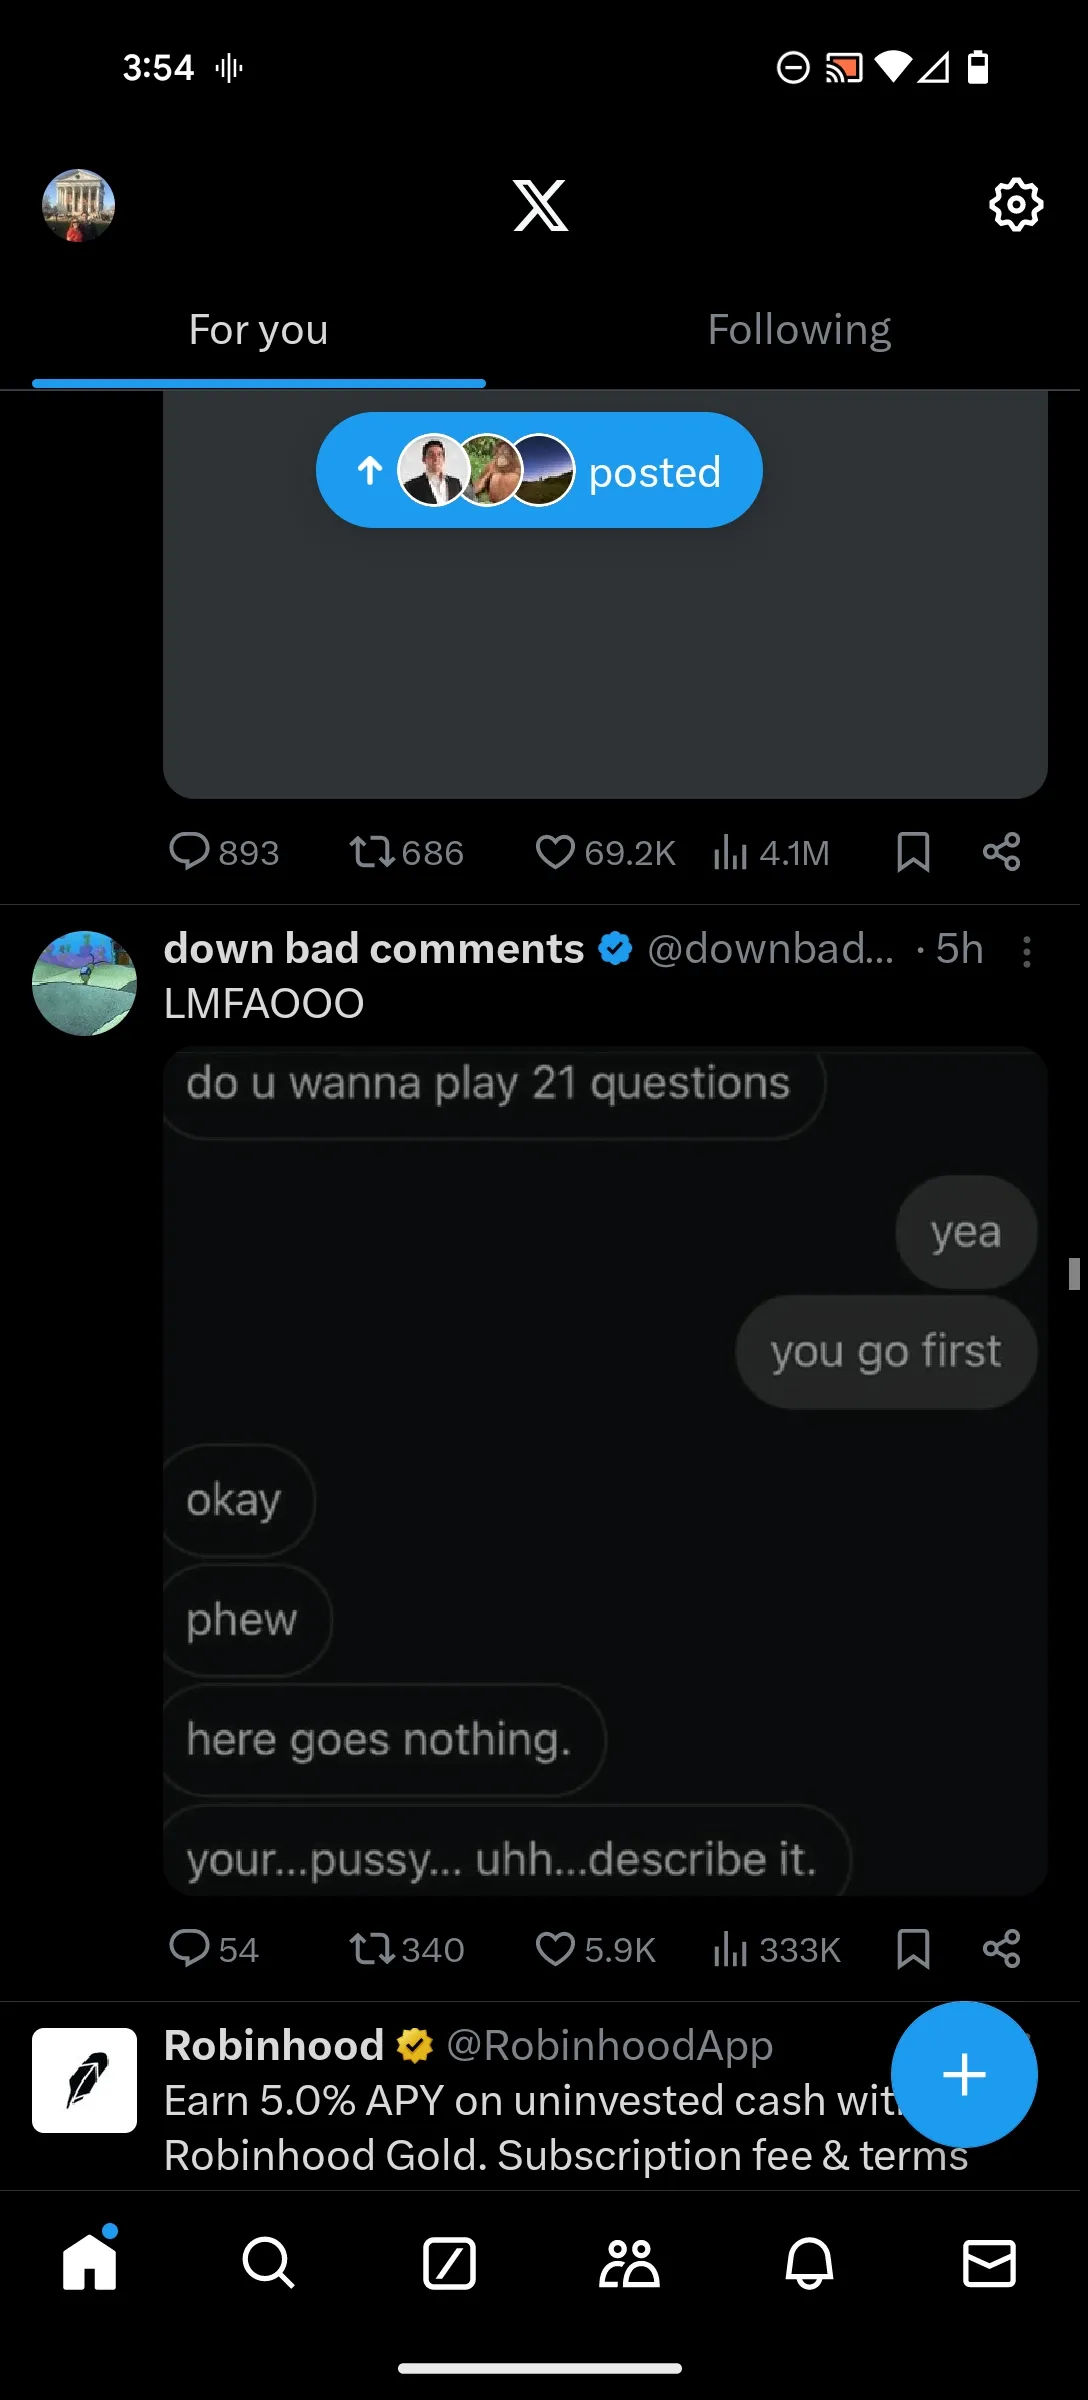 3:54
For you Following
posted
893 686 69.2K 4.1M
down bad comments @downbad... · 5h
LMFAOOO
do u wanna play 21 questions
yea
you go first
okay
phew
here goes nothing.
your...pussy... uhh...describe it.
54 340 5.9K 333K
Robinhood @RobinhoodApp
Earn 5.0% APY on uninvested cash wit
Robinhood Gold. Subscription fee & terms